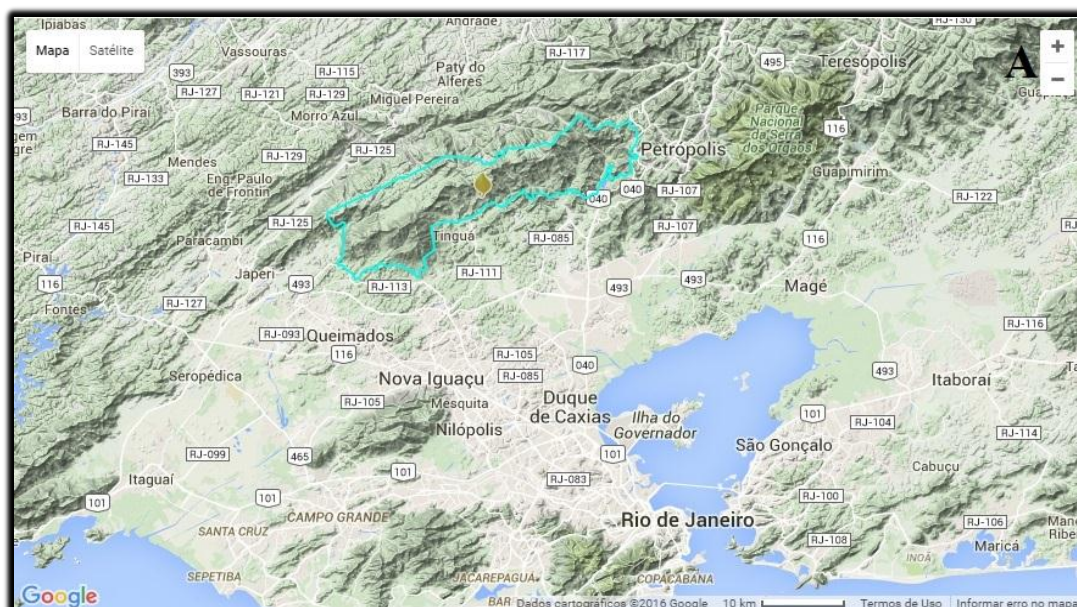 Ipiabas
Mapa
Satélite
Vassouras
Andrade
RJ-130
393
RJ-117
Paty do
Alferes
495
Teresópolis
A
+
−
RJ-127
RJ-121
RJ-115
RJ-129
Miguel Pereira
Barra do Piraí
Morro Azul
Parque
Nacional
da Serra
dos Órgãos
116
RJ-145
RJ-129
RJ-125
Petrópolis
Mendes
Guapimirim
RJ-133
Eng. Paulo
de Frontin
040
RJ-107
040
RJ-122
RJ-145
RJ-125
Tinguá
RJ-085
RJ-107
116
Paracambi
Piraí
Japeri
RJ-111
116
493
RJ-113
493
493
Magé
Fontes
RJ-127
RJ-093
Queimados
116
RJ-116
RJ-105
RJ-085
040
Seropédica
Nova Iguaçu
493
Itaboraí
RJ-105
Mesquita
Duque
de Caxias
Ilha do
Governador
101
RJ-104
Nilópolis
RJ-114
RJ-099
465
101
São Gonçalo
101
RJ-083
Cabuçu
Itaguaí
101
101
RJ-100
CAMPO GRANDE
Rio de Janeiro
SANTA CRUZ
RJ-106
RJ-108
Maricá
INOÃ
SEPETIBA
JACAREPAGUÁ
COPACABANA
BAR
Google
Dados cartográficos ©2016 Google
10 km
Termos de Uso
Informar erro no mapa